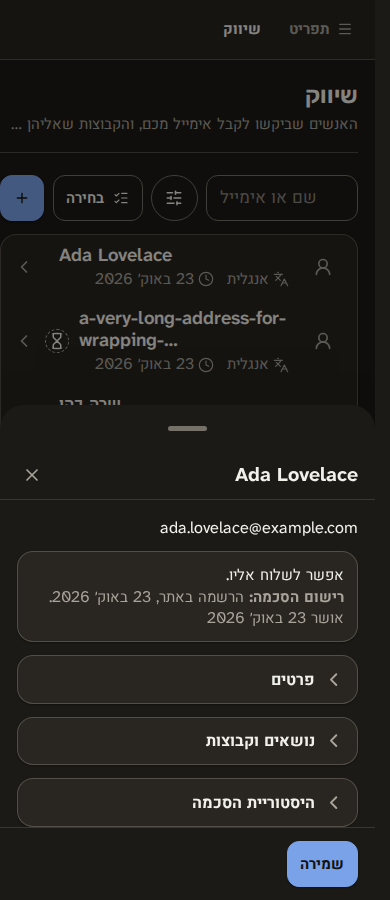 תפריט
שיווק
שיווק
האנשים שביקשו לקבל אימייל מכם, והקבוצות שאליהן ...
שם או אימייל
בחירה
Ada Lovelace
אנגלית 23 באוק׳ 2026
a-very-long-address-for-
wrapping-...
אנגלית 23 באוק׳ 2026
שרה כהן
Ada Lovelace
ada.lovelace@example.com
אפשר לשלוח אליו.
רישום הסכמה: הרשמה באתר, 23 באוק׳ 2026.
אושר 23 באוק׳ 2026
פרטים
נושאים וקבוצות
היסטוריית הסכמה
שמירה